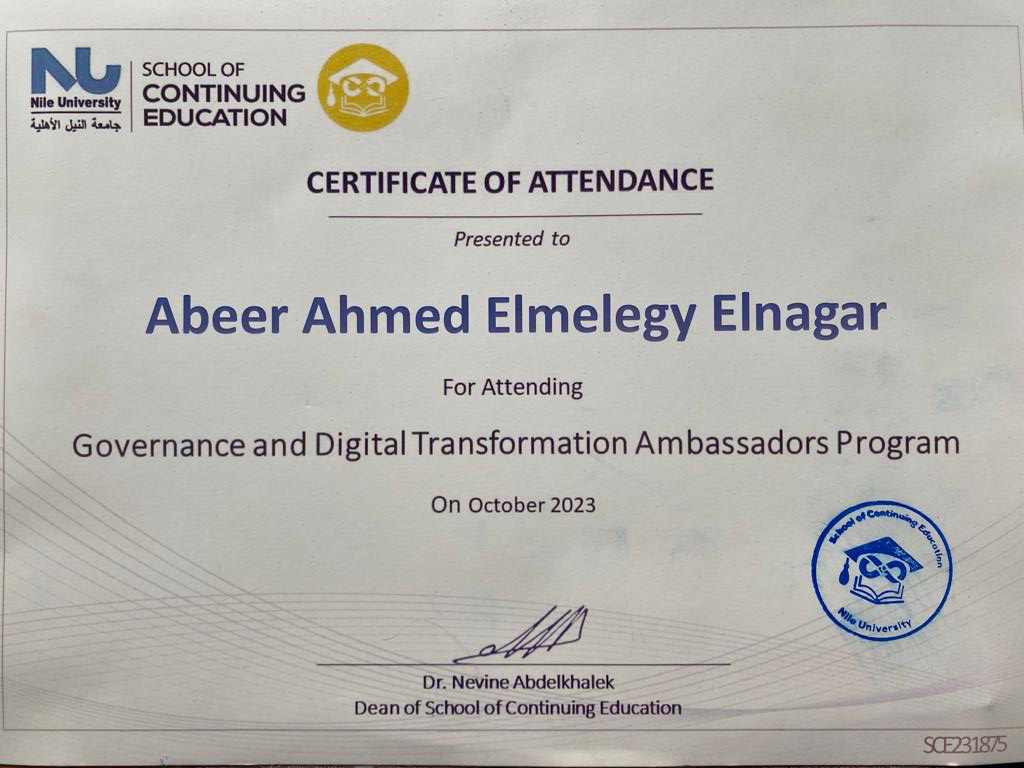 NU
Nile University
جامعة النيل الأهلية
SCHOOL OF
CONTINUING
EDUCATION
CERTIFICATE OF ATTENDANCE
Presented to
Abeer Ahmed Elmelegy Elnagar
For Attending
Governance and Digital Transformation Ambassadors Program
On October 2023
School of Continuing Education
Nile University
Dr. Nevine Abdelkhalek
Dean of School of Continuing Education
SCE231875